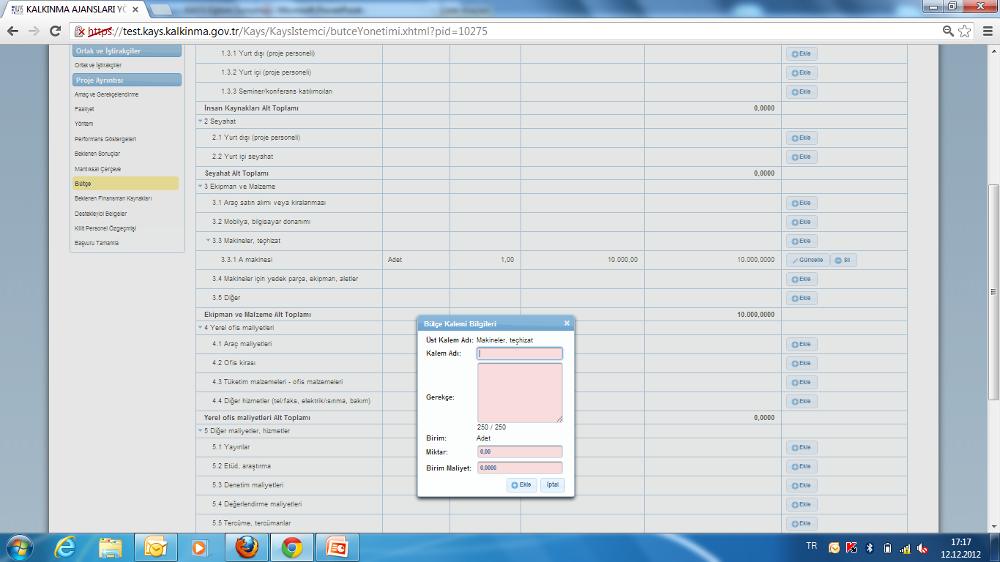 KALKINMA AJANSLARI YÖ
https://test.kays.kalkinma.gov.tr/Kays/KaysIstemci/butceYonetimi.xhtml?pid=10275
Ortak ve İştirakçiler
Ortak ve İştirakçiler
Proje Ayrıntısı
Amaç ve Gerekçelendirme
Faaliyet
Yöntem
Performans Göstergeleri
Beklenen Sonuçlar
Mantıksal Çerçeve
Bütçe
Beklenen Finansman Kaynakları
Destekleyici Belgeler
Kilit Personel Özgeçmişi
Başvuru Tamamla
1.3.1 Yurt dışı (proje personeli) Ekle
1.3.2 Yurt içi (proje personeli) Ekle
1.3.3 Seminer/konferans katılımcıları Ekle
İnsan Kaynakları Alt Toplamı 0,0000
2 Seyahat
2.1 Yurt dışı (proje personeli) Ekle
2.2 Yurt içi seyahat Ekle
Seyahat Alt Toplamı 0,0000
3 Ekipman ve Malzeme
3.1 Araç satın alımı veya kiralanması Ekle
3.2 Mobilya, bilgisayar donanımı Ekle
3.3 Makineler, teçhizat Ekle
3.3.1 A makinesi Adet 1,00 10.000,00 10.000,0000 Güncelle Sil
3.4 Makineler için yedek parça, ekipman, aletler Ekle
3.5 Diğer Ekle
Ekipman ve Malzeme Alt Toplamı 10.000,0000
4 Yerel ofis maliyetleri
4.1 Araç maliyetleri Ekle
4.2 Ofis kirası Ekle
4.3 Tüketim malzemeleri - ofis malzemeleri Ekle
4.4 Diğer hizmetler (tel/faks, elektrik/ısınma, bakım) Ekle
Yerel ofis maliyetleri Alt Toplamı 0,0000
5 Diğer maliyetler, hizmetler
5.1 Yayınlar Ekle
5.2 Etüd, araştırma Ekle
5.3 Denetim maliyetleri Ekle
5.4 Değerlendirme maliyetleri Ekle
5.5 Tercüme, tercümanlar Ekle
Bütçe Kalemi Bilgileri
Üst Kalem Adı: Makineler, teçhizat
Kalem Adı:
Gerekçe:
250 / 250
Birim: Adet
Miktar: 0,00
Birim Maliyet: 0,0000
Ekle İptal
TR
17:17
12.12.2012